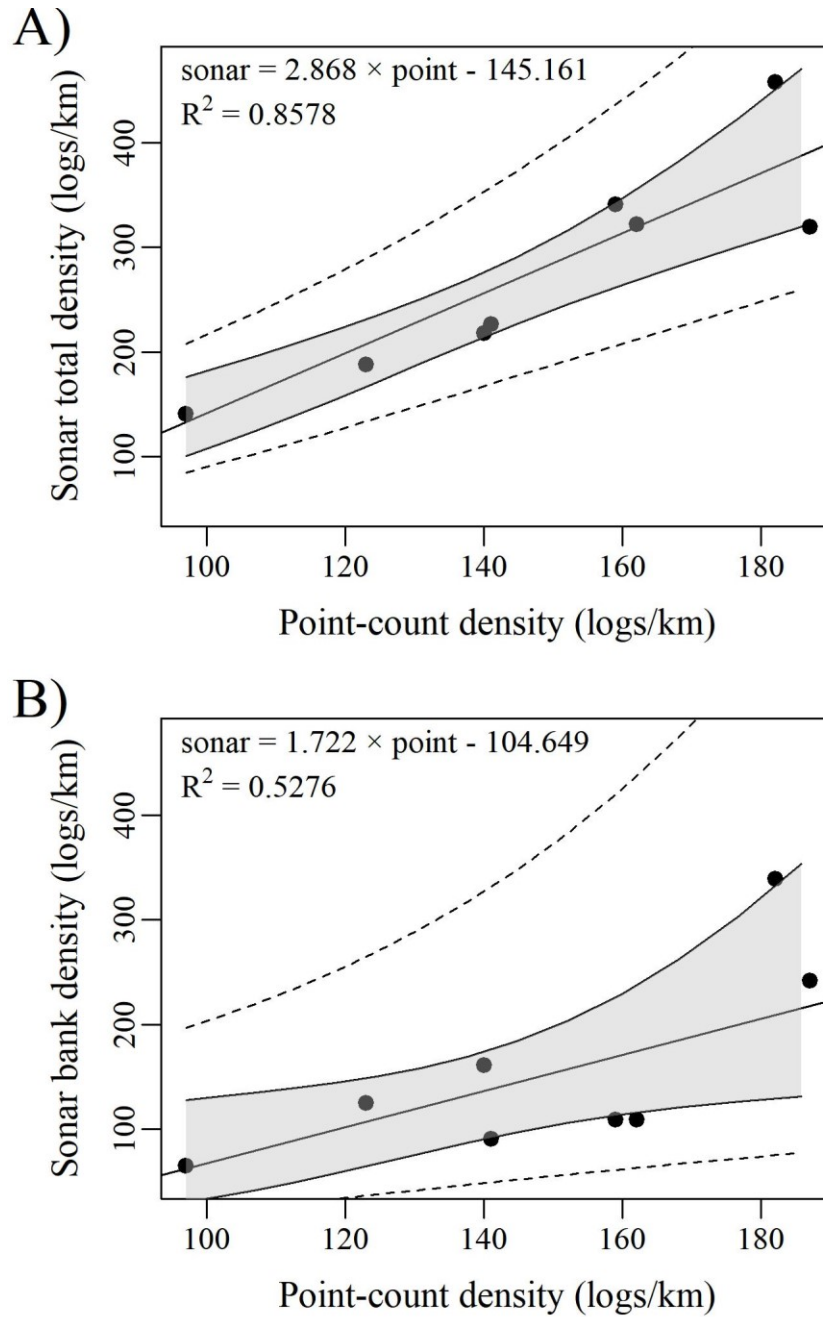 A)
sonar = 2.868 × point - 145.161
R² = 0.8578
Sonar total density (logs/km)
400
300
200
100
100 120 140 160 180
Point-count density (logs/km)
B)
sonar = 1.722 × point - 104.649
R² = 0.5276
Sonar bank density (logs/km)
400
300
200
100
100 120 140 160 180
Point-count density (logs/km)